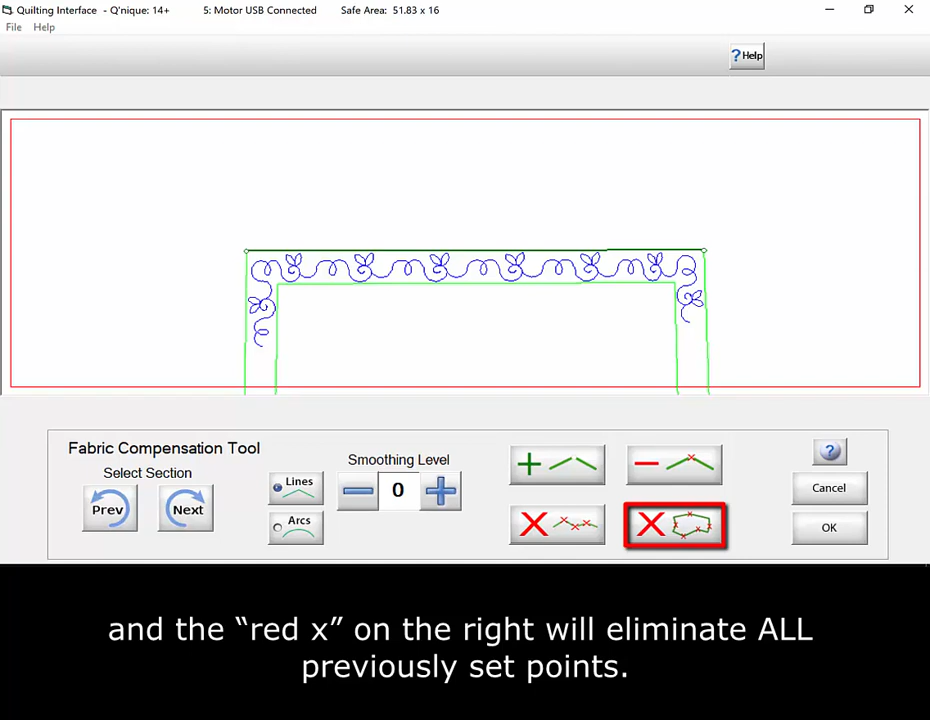 Quilting Interface - Q'nique: 14+ 5: Motor USB Connected Safe Area: 51.83 x 16
File Help
? Help
Fabric Compensation Tool
Select Section
Prev
Next
Lines
Arcs
Smoothing Level
0
?
Cancel
OK
and the “red x” on the right will eliminate ALL
previously set points.